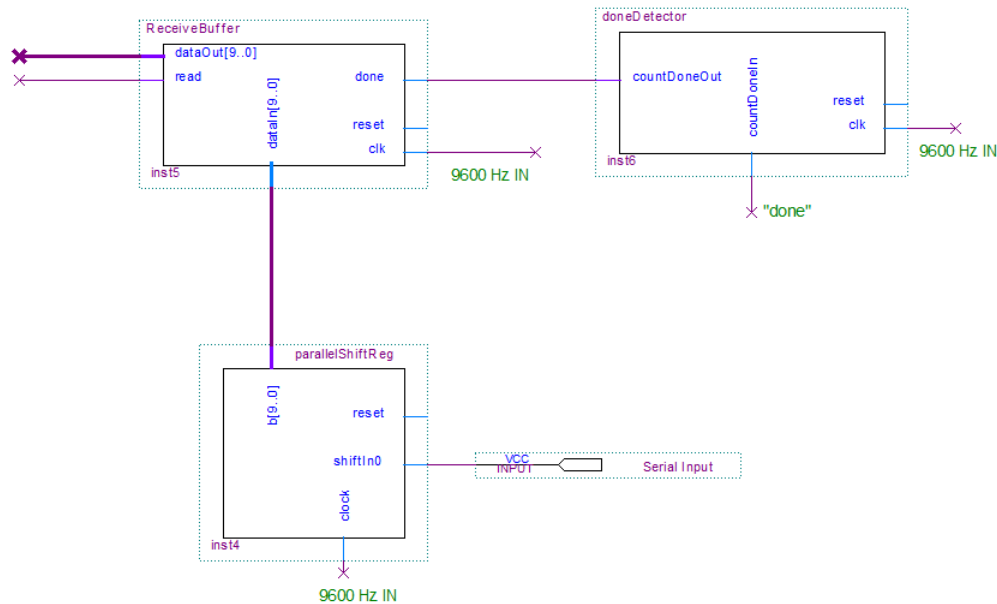 ReceiveBuffer
dataOut[9..0]
read
dataIn[9..0]
done
reset
clk
inst5
9600 Hz IN
doneDetector
countDoneOut
countDoneIn
reset
clk
inst6
9600 Hz IN
"done"
parallelShiftReg
b[9..0]
reset
shiftIn0
clock
inst4
9600 Hz IN
VCC
INPUT
Serial Input